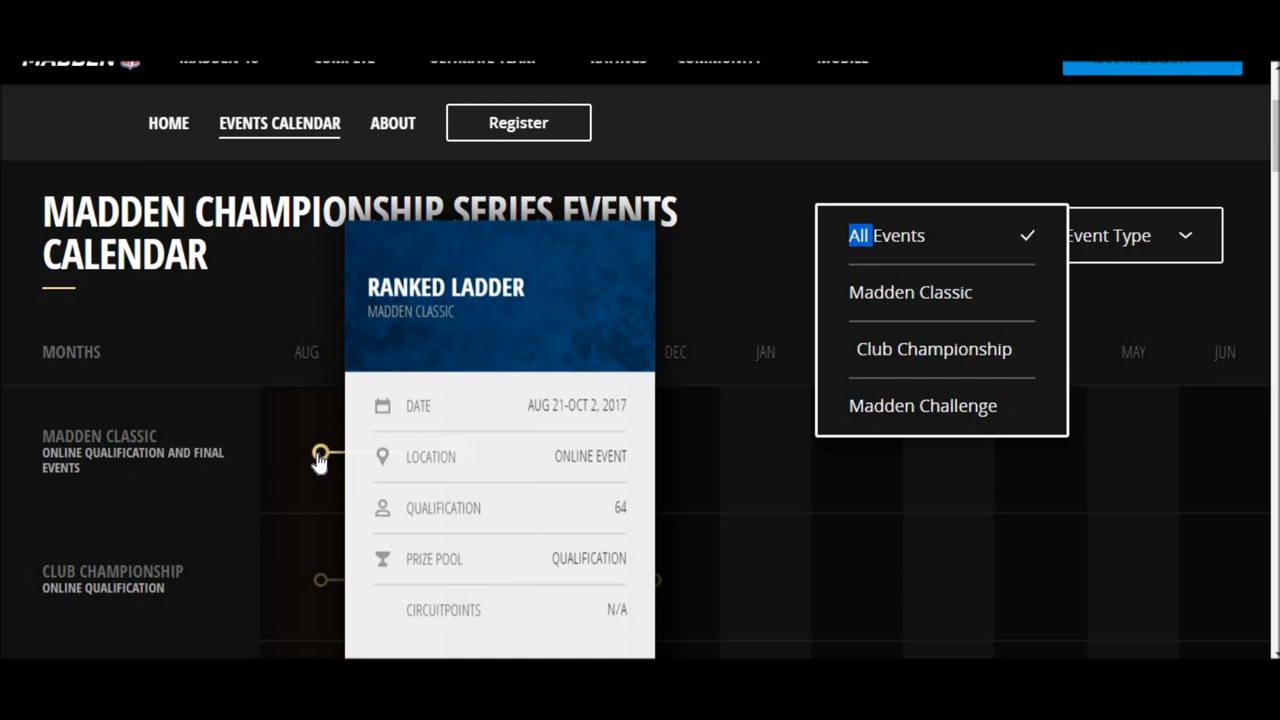 HOME EVENTS CALENDAR ABOUT Register
MADDEN CHAMPIONSHIP SERIES EVENTS
CALENDAR
All Events
Event Type
Madden Classic
Club Championship
Madden Challenge
RANKED LADDER
MADDEN CLASSIC
MONTHS AUG DEC JAN MAY JUN
DATE AUG 21-OCT 2, 2017
LOCATION ONLINE EVENT
QUALIFICATION 64
PRIZE POOL QUALIFICATION
CIRCUITPOINTS N/A
MADDEN CLASSIC
ONLINE QUALIFICATION AND FINAL
EVENTS
CLUB CHAMPIONSHIP
ONLINE QUALIFICATION